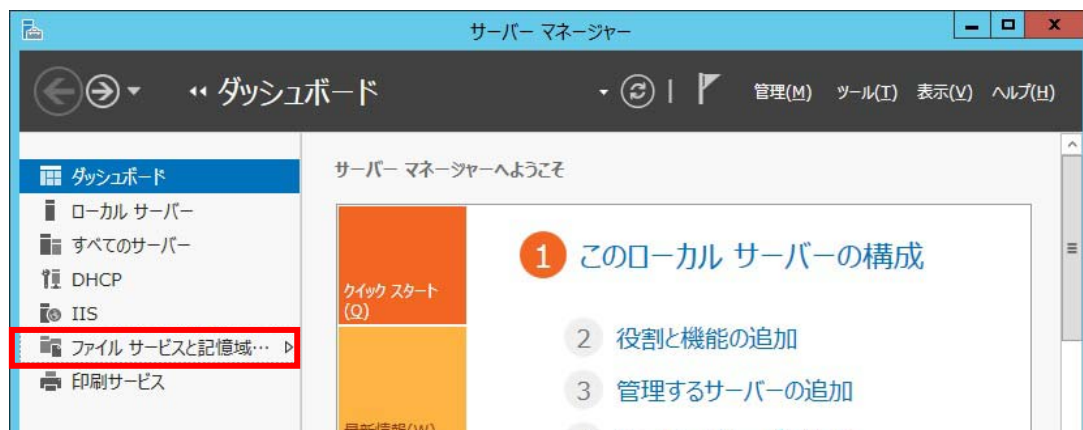 サーバー マネージャー
ダッシュボード
管理(M) ツール(T) 表示(V) ヘルプ(H)
ダッシュボード
ローカル サーバー
すべてのサーバー
DHCP
IIS
ファイル サービスと記憶域…
印刷サービス
サーバー マネージャーへようこそ
クイック スタート
(Q)
最新情報(W)
1 このローカル サーバーの構成
2 役割と機能の追加
3 管理するサーバーの追加